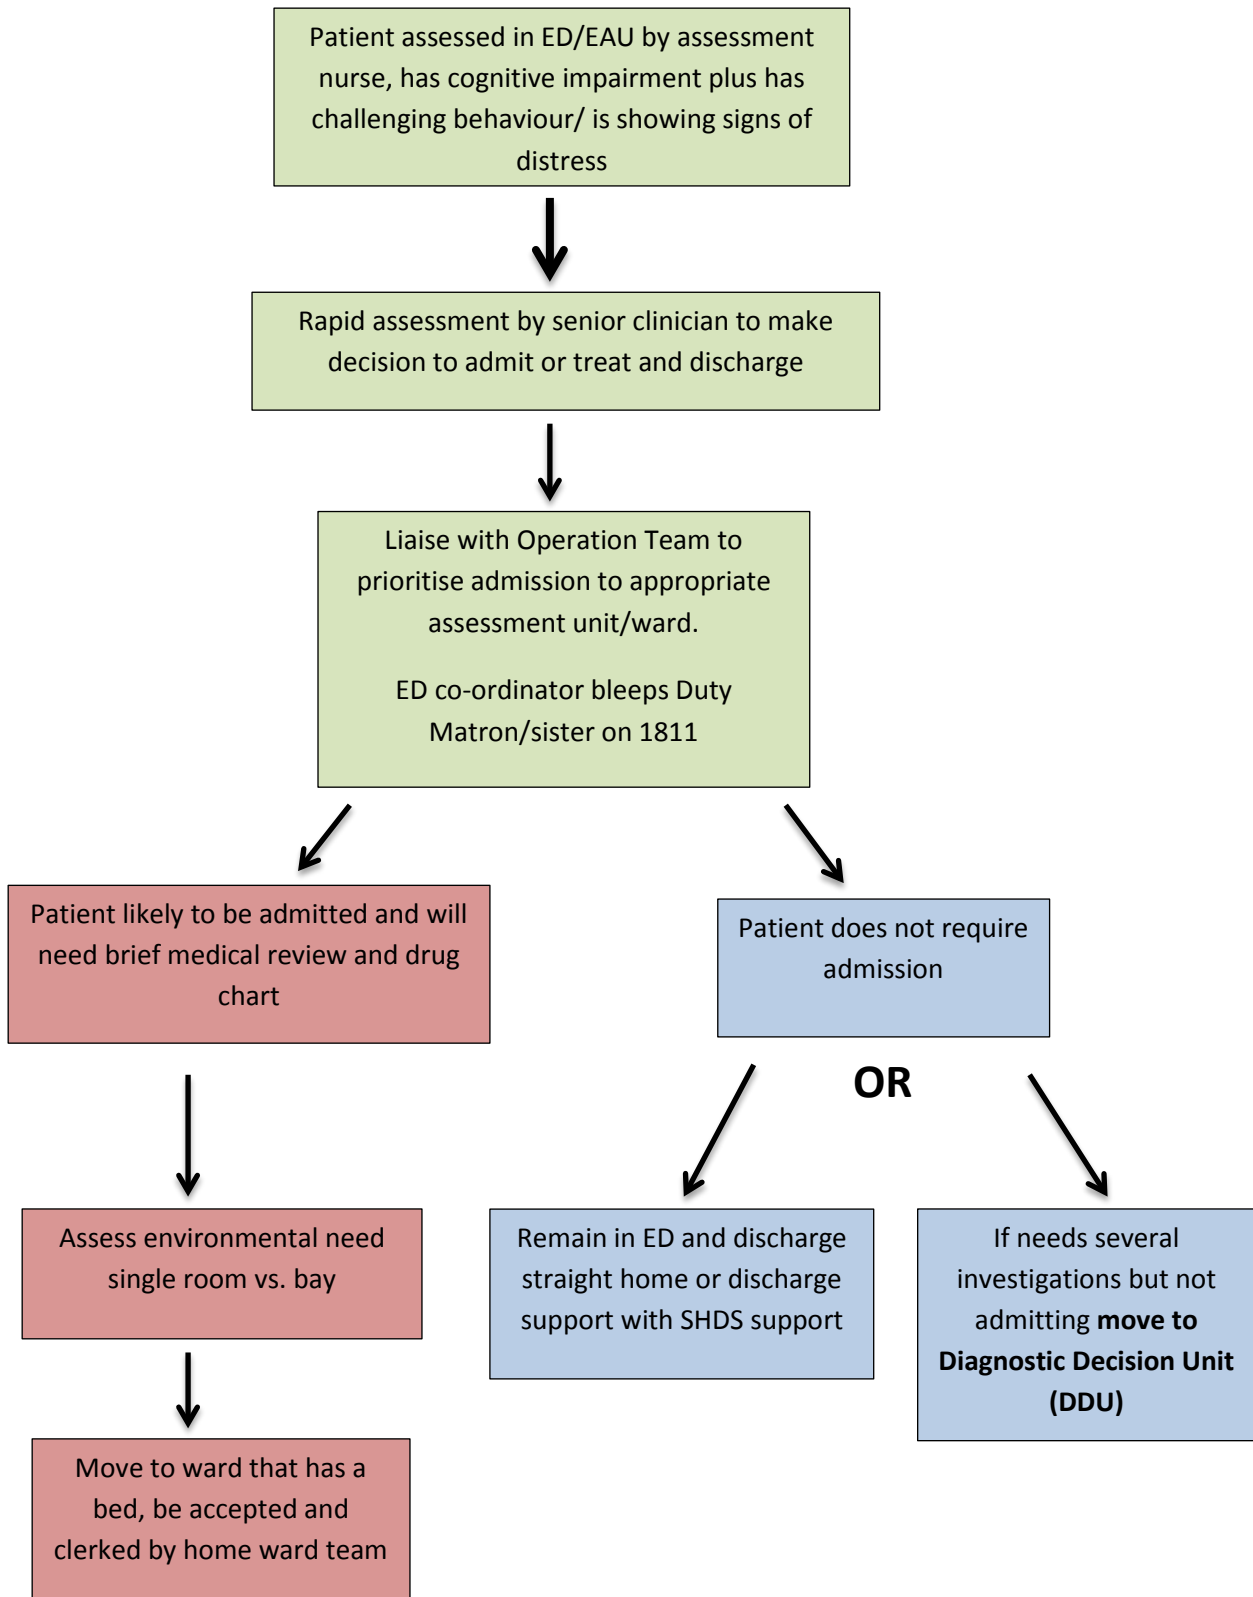 Patient assessed in ED/EAU by assessment
nurse, has cognitive impairment plus has
challenging behaviour/ is showing signs of
distress
Rapid assessment by senior clinician to make
decision to admit or treat and discharge
Liaise with Operation Team to
prioritise admission to appropriate
assessment unit/ward.
ED co-ordinator bleeps Duty
Matron/sister on 1811
Patient likely to be admitted and will
need brief medical review and drug
chart
Patient does not require
admission
OR
Assess environmental need
single room vs. bay
Remain in ED and discharge
straight home or discharge
support with SHDS support
If needs several
investigations but not
admitting move to
Diagnostic Decision Unit
(DDU)
Move to ward that has a
bed, be accepted and
clerked by home ward team